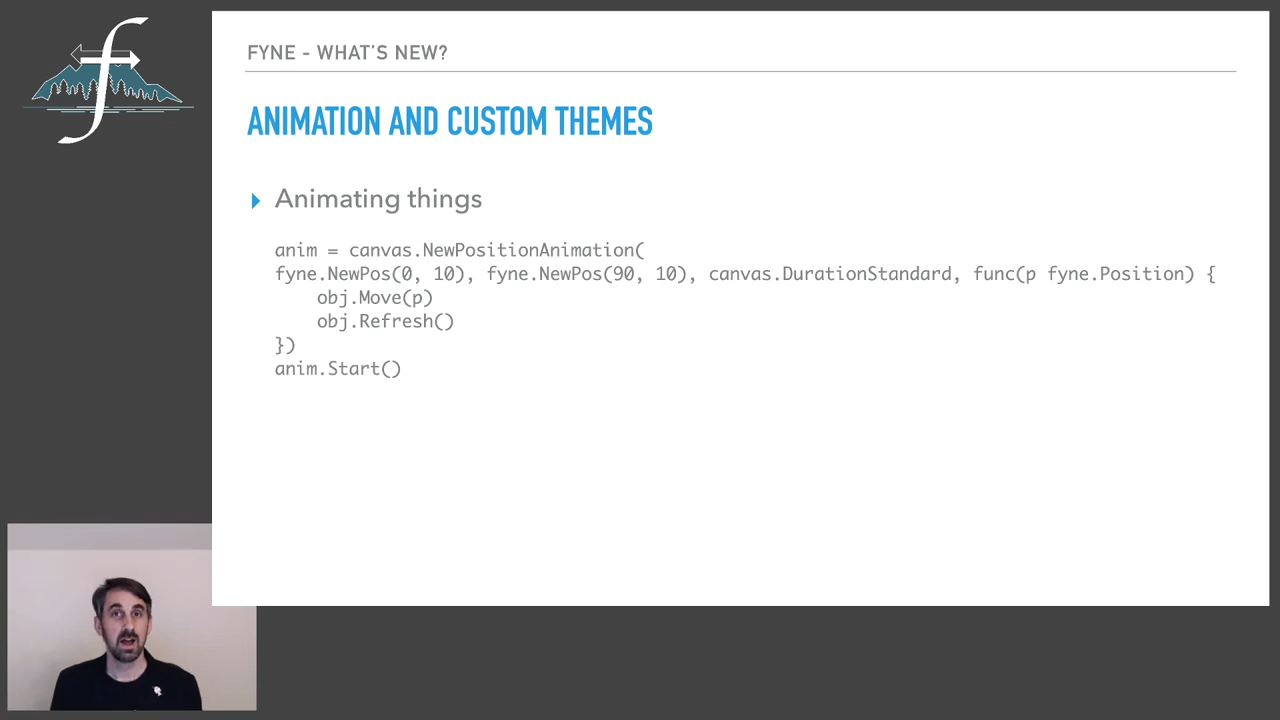 f
FYNE - WHAT'S NEW?
ANIMATION AND CUSTOM THEMES
Animating things
anim = canvas.NewPositionAnimation(
fyne.NewPos(0, 10), fyne.NewPos(90, 10), canvas.DurationStandard, func(p fyne.Position) {
obj.Move(p)
obj.Refresh()
})
anim.Start()